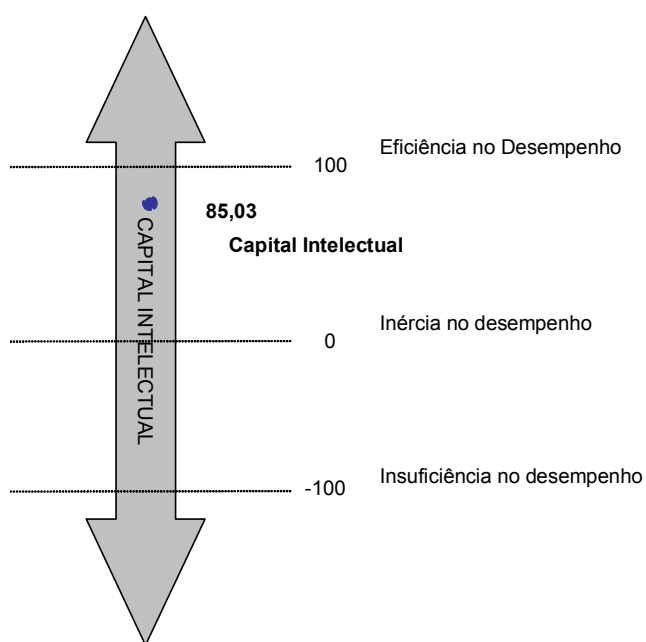 Eficiência no Desempenho
100
85,03
Capital Intelectual
CAPITAL INTELECTUAL
Inércia no desempenho
0
Insuficiência no desempenho
-100